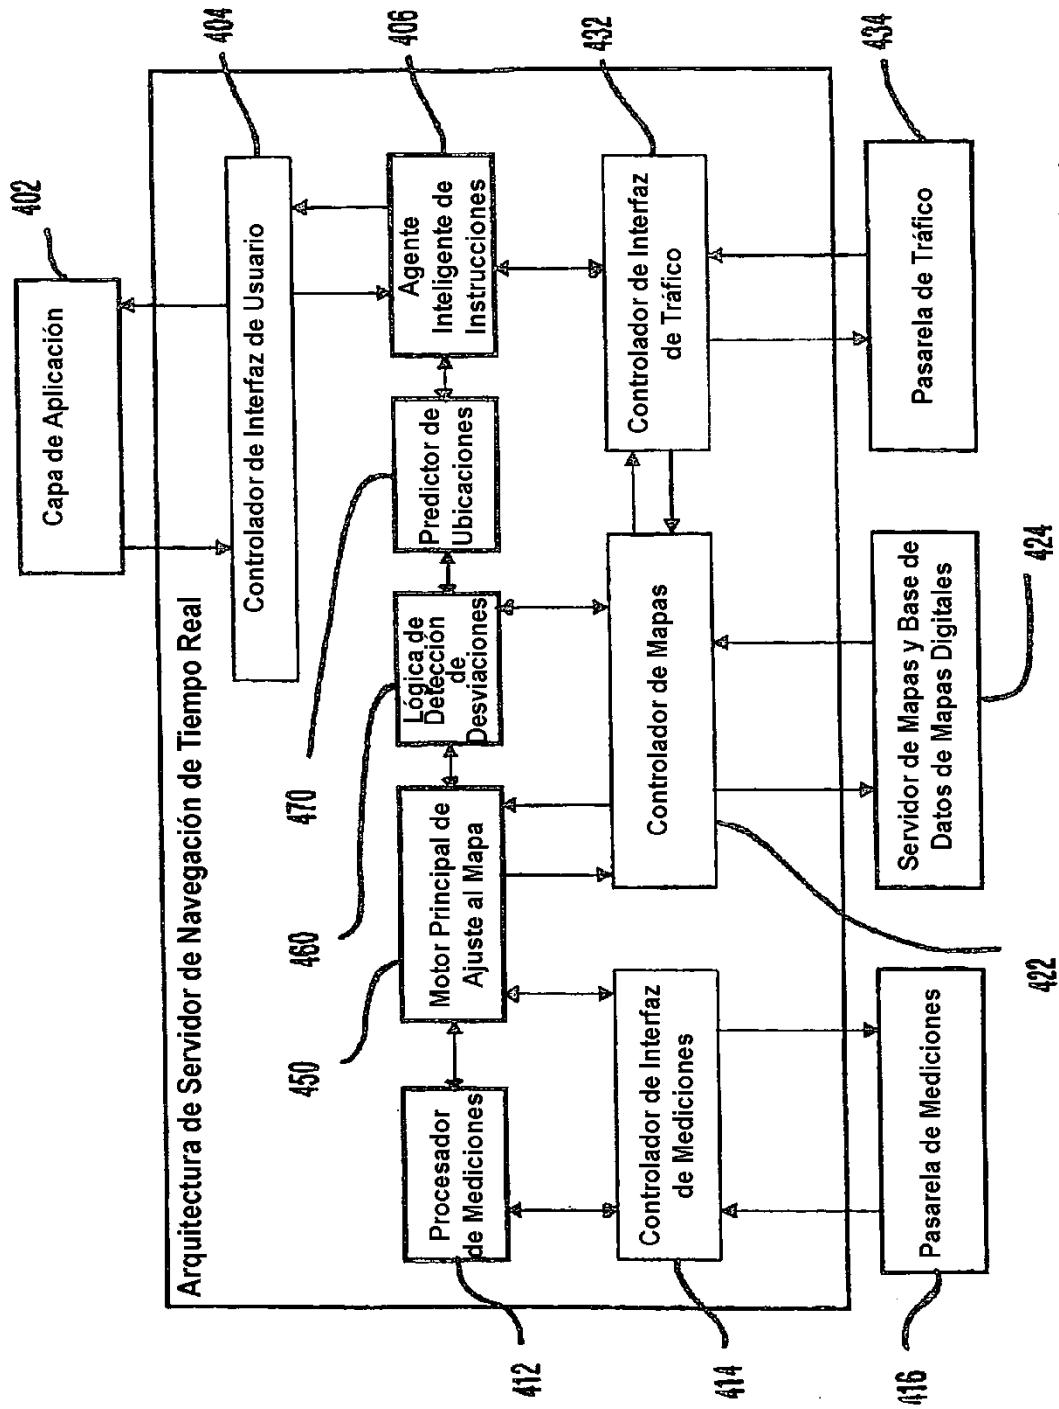 402
Capa de Aplicación
Arquitectura de Servidor de Navegación de Tiempo Real
404
Controlador de Interfaz de Usuario
450
460
470
406
Procesador
de Mediciones
Motor Principal de
Ajuste al Mapa
Lógica de
Detección
de
Desviaciones
Predictor de
Ubicaciones
Agente
Inteligente de
Instrucciones
412
432
Controlador de Interfaz
de Mediciones
Controlador de Mapas
Controlador de Interfaz
de Tráfico
414
434
Pasarela de Mediciones
Servidor de Mapas y Base de
Datos de Mapas Digitales
Pasarela de Tráfico
416
422
424